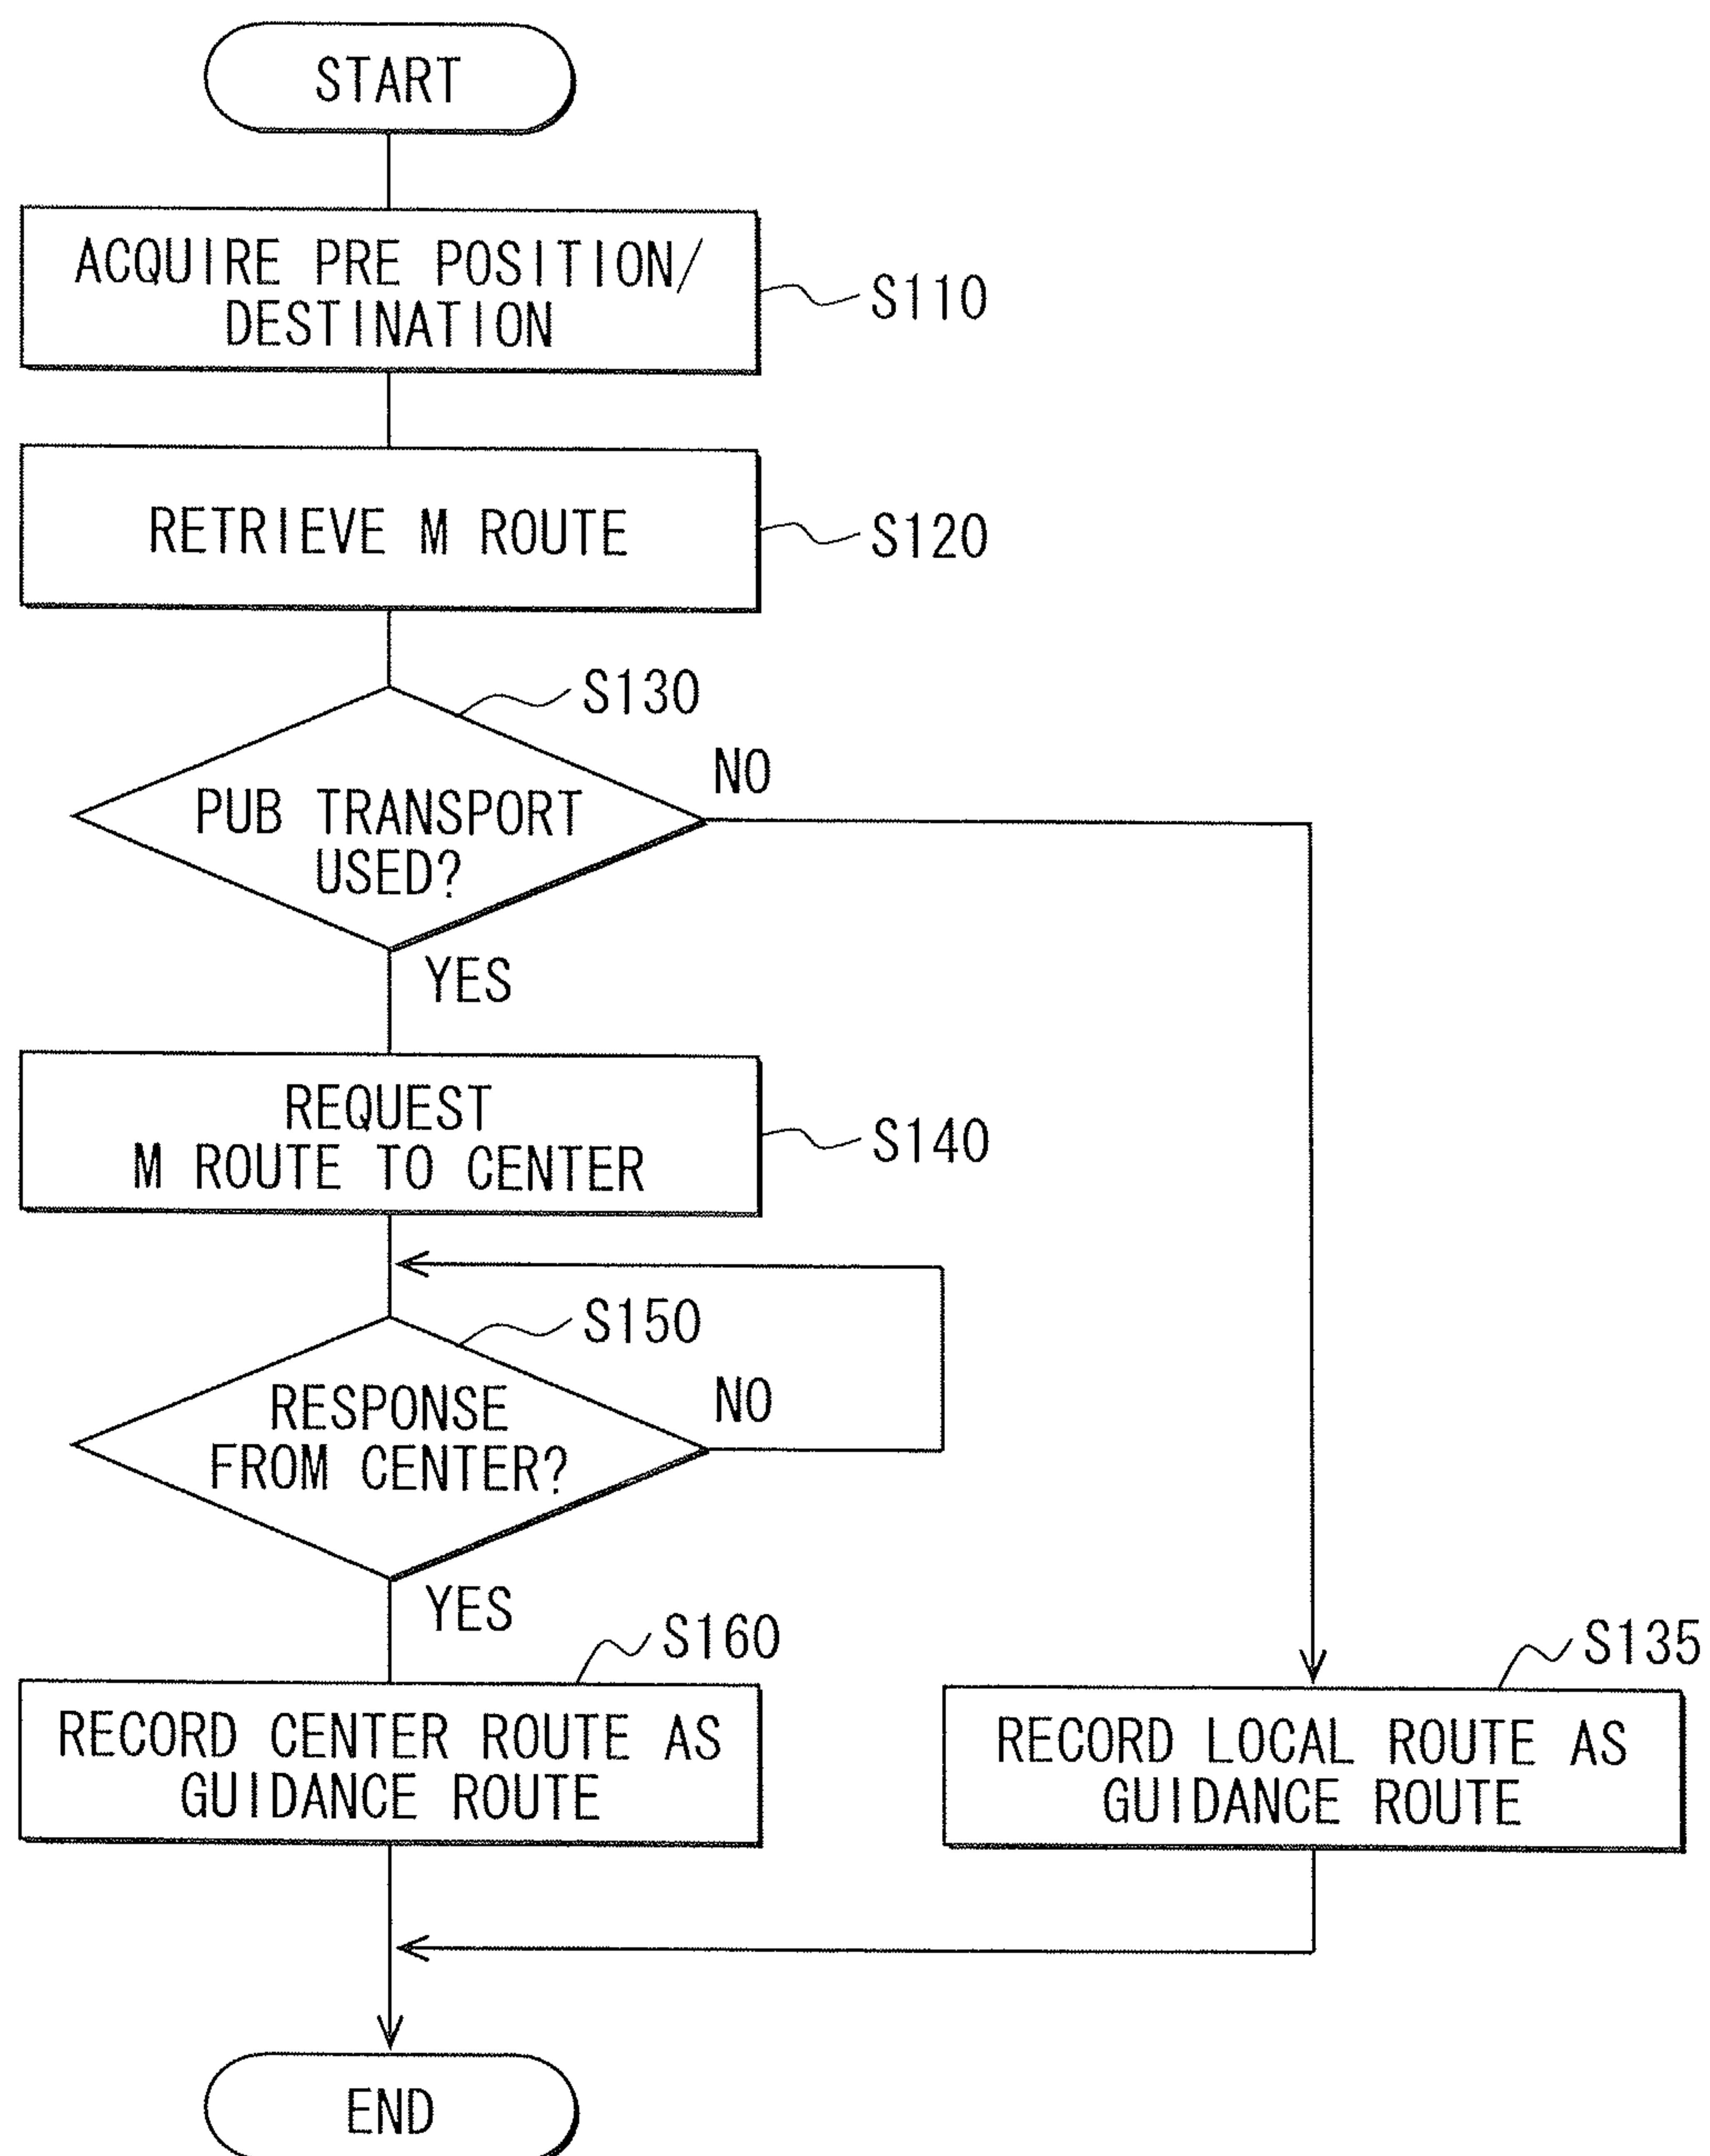 START
ACQUIRE PRE POSITION/
DESTINATION
S110
RETRIEVE M ROUTE
S120
S130
PUB TRANSPORT
USED?
NO
YES
REQUEST
M ROUTE TO CENTER
S140
S150
RESPONSE
FROM CENTER?
NO
YES
S160
RECORD CENTER ROUTE AS
GUIDANCE ROUTE
S135
RECORD LOCAL ROUTE AS
GUIDANCE ROUTE
END